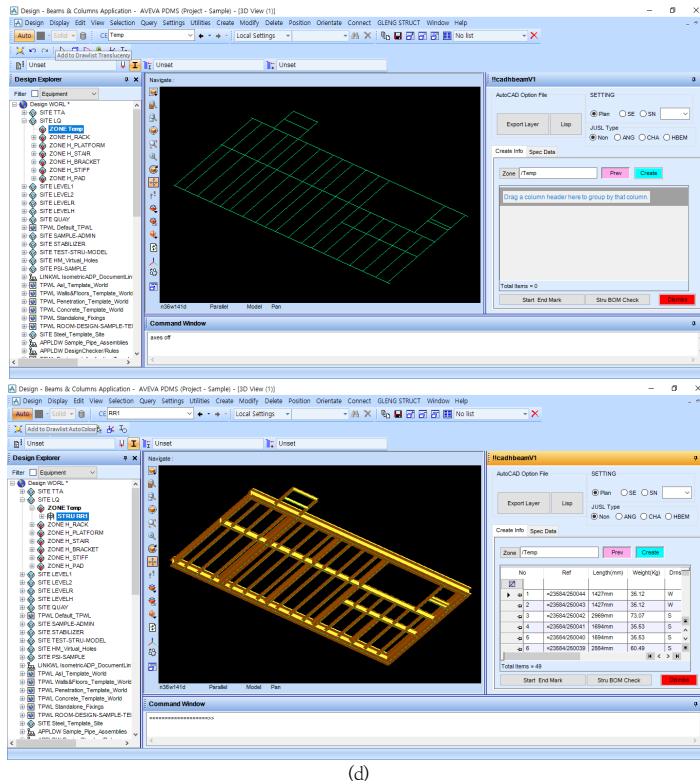 Design - Beams & Columns Application - AVEVA PDMS (Project - Sample) - [3D View (1)]
Design Display Edit View Selection Query Settings Utilities Create Modify Delete Position Orientate Connect GLENG STRUCT Window Help
Auto Solid CE Temp Local Settings No list
Add to Drawlist Translucency
Unset Unset Unset
Design Explorer
Filter Equipment
Design WORL *
SITE TTA
SITE LQ
ZONE Temp
ZONE H_RACK
ZONE H_PLATFORM
ZONE H_STAIR
ZONE H_BRACKET
ZONE H_STIFF
ZONE H_PAD
SITE LEVEL1
SITE LEVEL2
SITE LEVELR
SITE LEVELH
SITE QUAY
TPWL Default_TPWL
SITE SAMPLE-ADMIN
SITE STABILIZER
SITE TEST-STRU-MODEL
SITE HM_Virtual_Holes
SITE PSI-SAMPLE
LINKWL IsometricADP_DocumentLin
TPWL Asl_Template_World
TPWL Walls&Floors_Template_World
TPWL Penetration_Template_World
TPWL Concrete_Template_World
TPWL Standalone_Fixings
TPWL ROOM-DESIGN-SAMPLE-TE
SITE Steel_Template_Site
APPLDW Sample_Pipe_Assemblies
APPLDW DesignChecker/Rules
Navigate :
n36w141d Parallel Model Pan
Command Window
axes off
!!cadhbeamV1
AutoCAD Option File SETTING
Export Layer Lisp
Plan SE SN
JUSL Type
Non ANG CHA HBEM
Create Info Spec Data
Zone /Temp Prev Create
Drag a column header here to group by that column.
Total Items = 0
Start End Mark Stru BOM Check Dismiss
Design - Beams & Columns Application - AVEVA PDMS (Project - Sample) - [3D View (1)]
Design Display Edit View Selection Query Settings Utilities Create Modify Delete Position Orientate Connect GLENG STRUCT Window Help
Auto Solid CE RR1 Local Settings No list
Add to Drawlist AutoColour
Unset Unset Unset
Design Explorer
Filter Equipment
Design WORL *
SITE TTA
SITE LQ
ZONE Temp
STRU RR1
ZONE H_RACK
ZONE H_PLATFORM
ZONE H_STAIR
ZONE H_BRACKET
ZONE H_STIFF
ZONE H_PAD
SITE LEVEL1
SITE LEVEL2
SITE LEVELR
SITE LEVELH
SITE QUAY
TPWL Default_TPWL
SITE SAMPLE-ADMIN
SITE STABILIZER
SITE TEST-STRU-MODEL
SITE HM_Virtual_Holes
SITE PSI-SAMPLE
LINKWL IsometricADP_DocumentLin
TPWL Asl_Template_World
TPWL Walls&Floors_Template_World
TPWL Penetration_Template_World
TPWL Concrete_Template_World
TPWL Standalone_Fixings
TPWL ROOM-DESIGN-SAMPLE-TE
SITE Steel_Template_Site
APPLDW Sample_Pipe_Assemblies
Navigate :
n36w141d Parallel Model Pan
Command Window
!!cadhbeamV1
AutoCAD Option File SETTING
Export Layer Lisp
Plan SE SN
JUSL Type
Non ANG CHA HBEM
Create Info Spec Data
Zone /Temp Prev Create
No Ref Length(mm) Weight(Kg) Drns
1 =23584/250044 1427mm 35.12 W
2 =23584/250043 1427mm 35.12 W
3 =23584/250042 2969mm 73.07 S
4 =23584/250041 1694mm 35.53 S
5 =23584/250040 1694mm 35.53 S
6 =23584/250039 2884mm 60.49 S
Total Items = 49
Start End Mark Stru BOM Check Dismiss
(d)